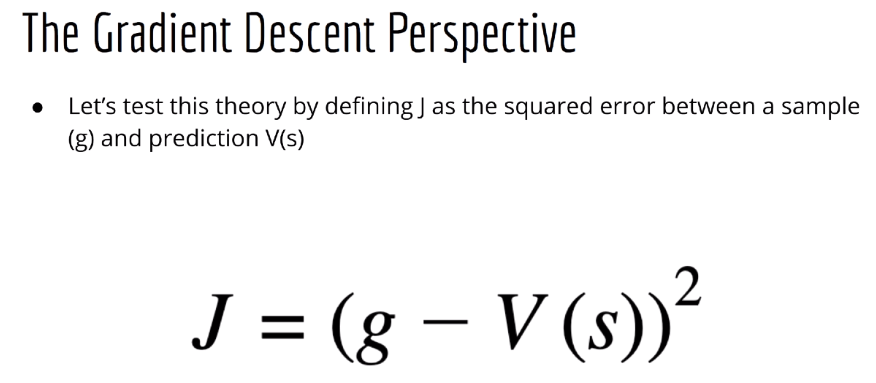 The Gradient Descent Perspective
● Let's test this theory by defining J as the squared error between a sample
(g) and prediction V(s)
J = (g − V(s))²